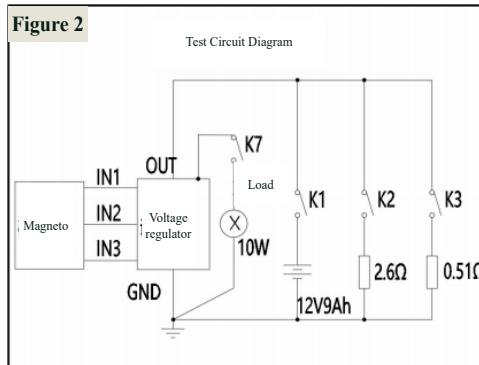 Figure 2
Test Circuit Diagram
OUT
K7
IN1
Load
K1
K2
K3
Magneto
IN2
Voltage
regulator
IN3
10W
GND
12V9Ah
2.6Ω
0.51Ω